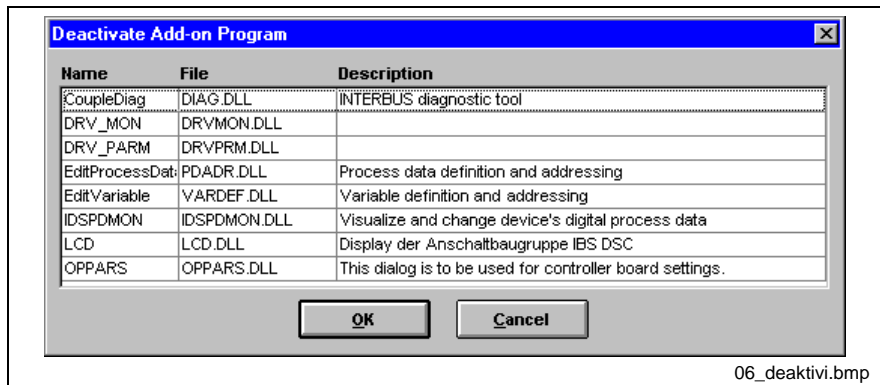 Deactivate Add-on Program
Name File Description
CoupleDiag DIAG.DLL INTERBUS diagnostic tool
DRV_MON DRVMON.DLL
DRV_PARM DRVPRM.DLL
EditProcessDat PDADR.DLL Process data definition and addressing
EditVariable VARDEF.DLL Variable definition and addressing
IDSPDMON IDSPDMON.DLL Visualize and change device's digital process data
LCD LCD.DLL Display der Anschaltbaugruppe IBS DSC
OPPARS OPPARS.DLL This dialog is to be used for controller board settings.
OK Cancel
06_deaktivi.bmp